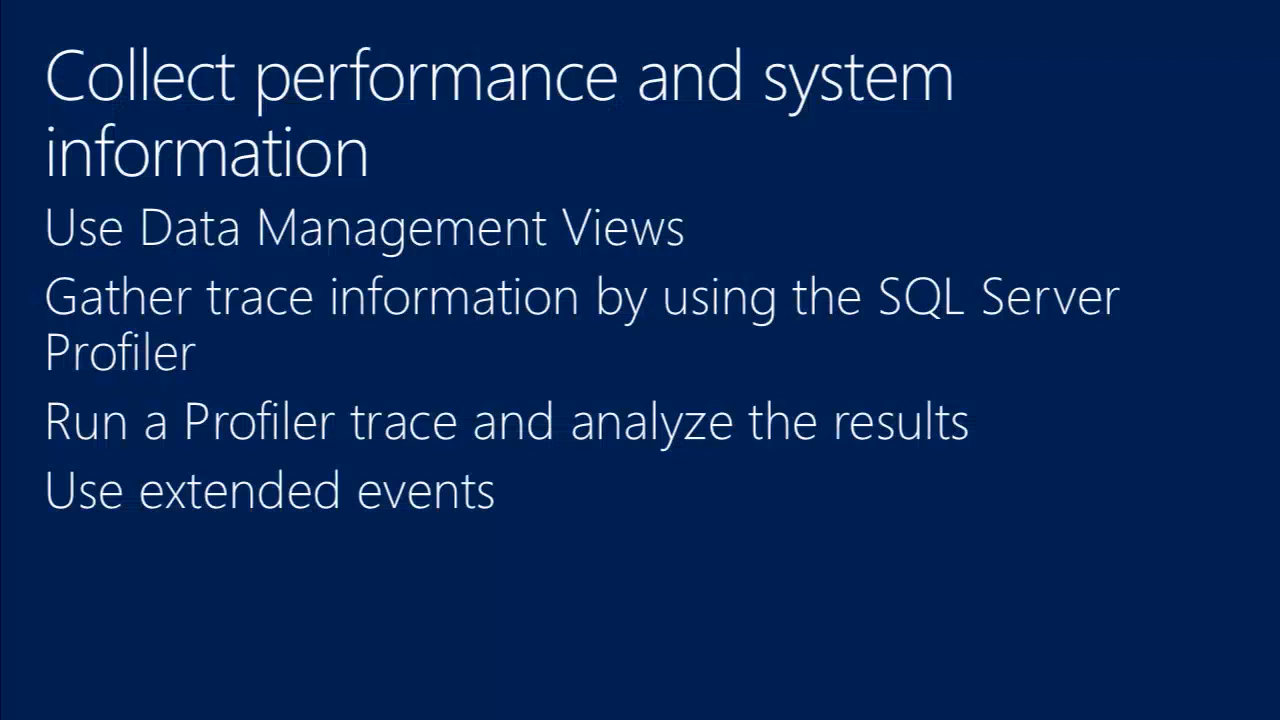 Collect performance and system
information
Use Data Management Views
Gather trace information by using the SQL Server
Profiler
Run a Profiler trace and analyze the results
Use extended events